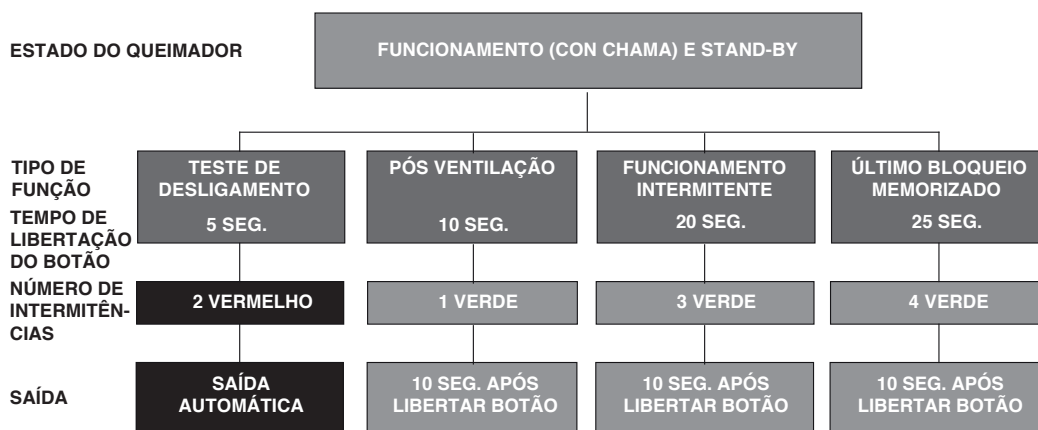 ESTADO DO QUEIMADOR
FUNCIONAMENTO (CON CHAMA) E STAND-BY
TIPO DE
FUNÇÃO
TESTE DE
DESLIGAMENTO
PÓS VENTILAÇÃO
FUNCIONAMENTO
INTERMITENTE
ÚLTIMO BLOQUEIO
MEMORIZADO
TEMPO DE
LIBERTAÇÃO
DO BOTÃO
5 SEG.
10 SEG.
20 SEG.
25 SEG.
NÚMERO DE
INTERMITÊN-
CIAS
2 VERMELHO
1 VERDE
3 VERDE
4 VERDE
SAÍDA
SAÍDA
AUTOMÁTICA
10 SEG. APÓS
LIBERTAR BOTÃO
10 SEG. APÓS
LIBERTAR BOTÃO
10 SEG. APÓS
LIBERTAR BOTÃO